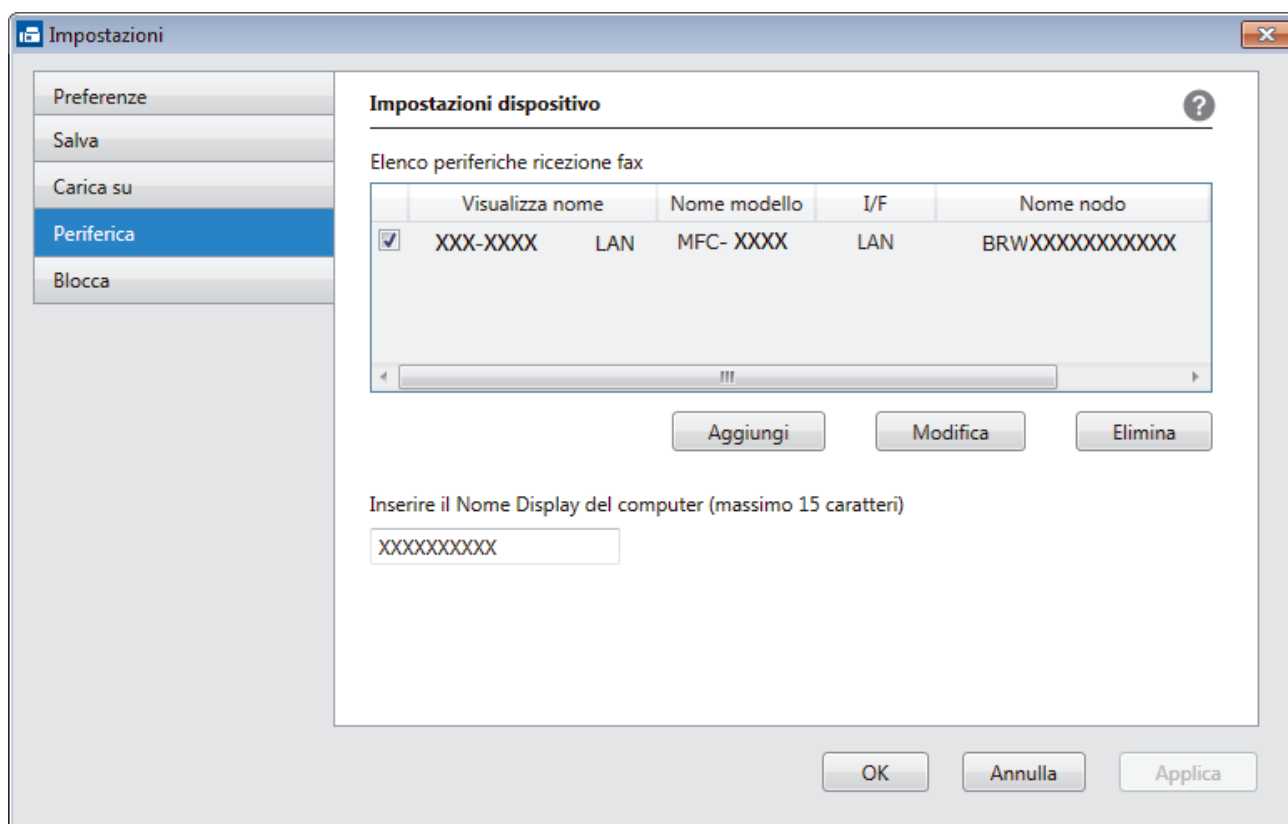 Impostazioni
Preferenze
Salva
Carica su
Periferica
Blocca
Impostazioni dispositivo
?
Elenco periferiche ricezione fax
Visualizza nome Nome modello I/F Nome nodo
XXX-XXXX LAN MFC- XXXX LAN BRWXXXXXXXXXXX
Aggiungi Modifica Elimina
Inserire il Nome Display del computer (massimo 15 caratteri)
XXXXXXXXXX
OK Annulla Applica